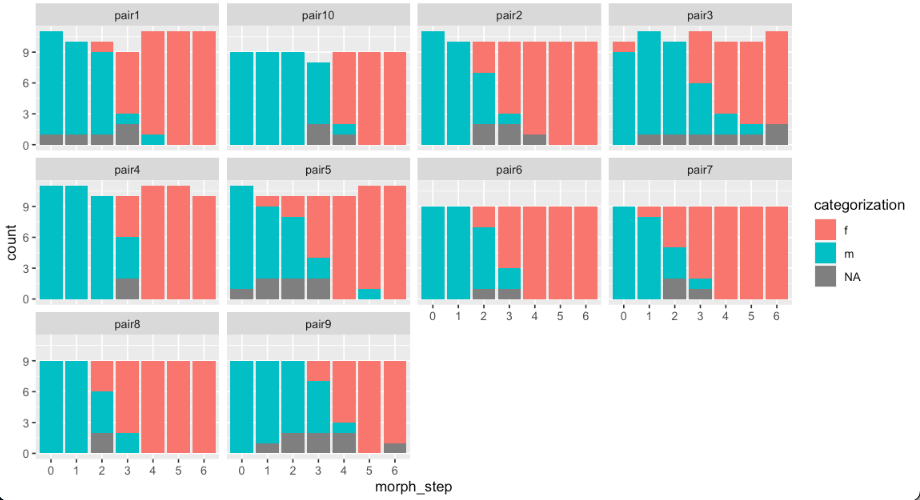 pair1 pair10 pair2 pair3
9
6
3
0
pair4 pair5 pair6 pair7
9
6
3
0
0 1 2 3 4 5 6 0 1 2 3 4 5 6
pair8 pair9
9
6
3
0
0 1 2 3 4 5 6 0 1 2 3 4 5 6
count
morph_step
categorization
f
m
NA